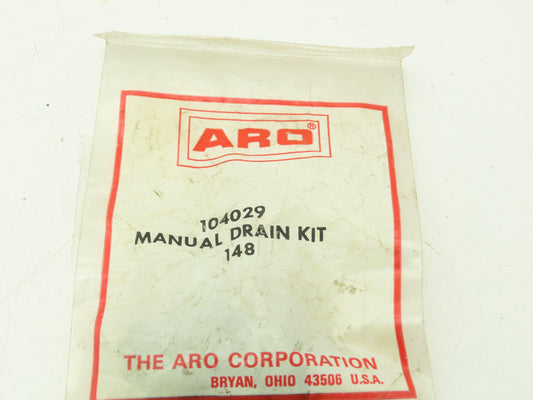 ARO®
104029
MANUAL DRAIN KIT
148
THE ARO CORPORATION
BRYAN, OHIO 43506 U.S.A.